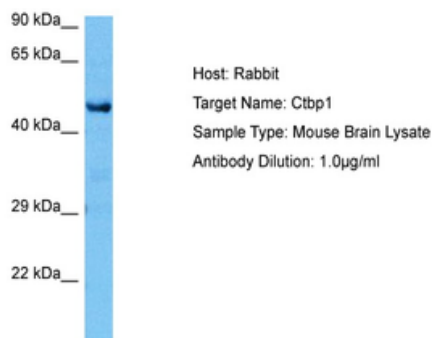 90 kDa__
65 kDa__
Host: Rabbit
Target Name: Ctbp1
40 kDa__
Sample Type: Mouse Brain Lysate
Antibody Dilution: 1.0µg/ml
29 kDa__
22 kDa__